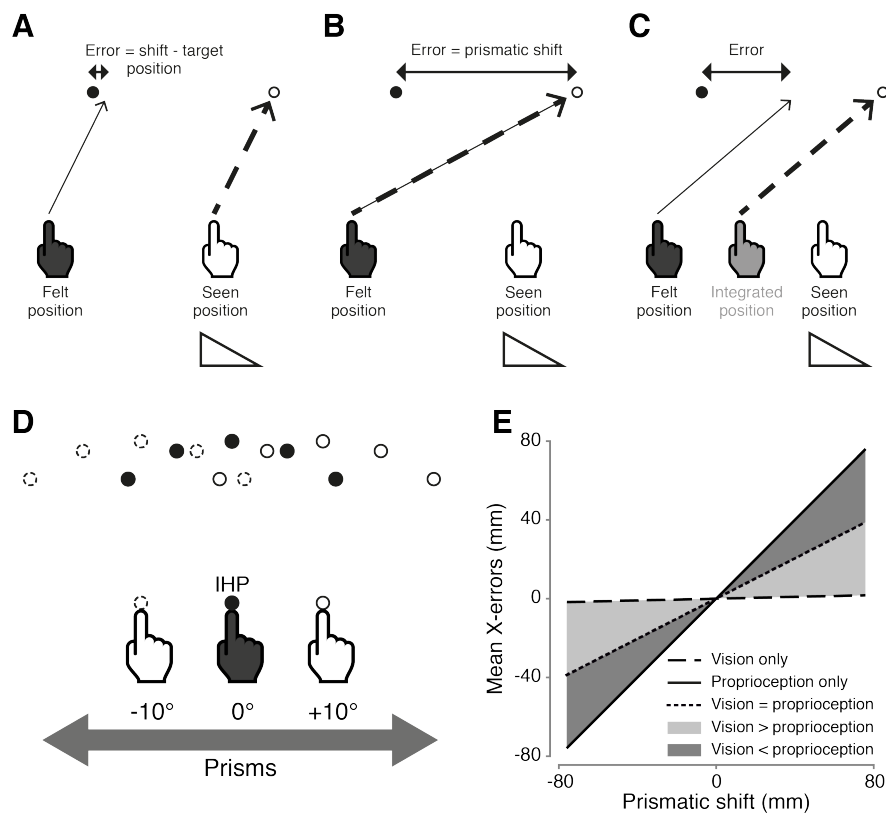 A
Error = shift - target
position
Felt
position
Seen
position
B
Error = prismatic shift
Felt
position
Seen
position
C
Error
Felt
position
Integrated
position
Seen
position
D
IHP
-10°
0°
+10°
Prisms
E
Mean X-errors (mm)
80
40
0
-40
-80
Vision only
Proprioception only
Vision = proprioception
Vision > proprioception
Vision < proprioception
-80
0
80
Prismatic shift (mm)